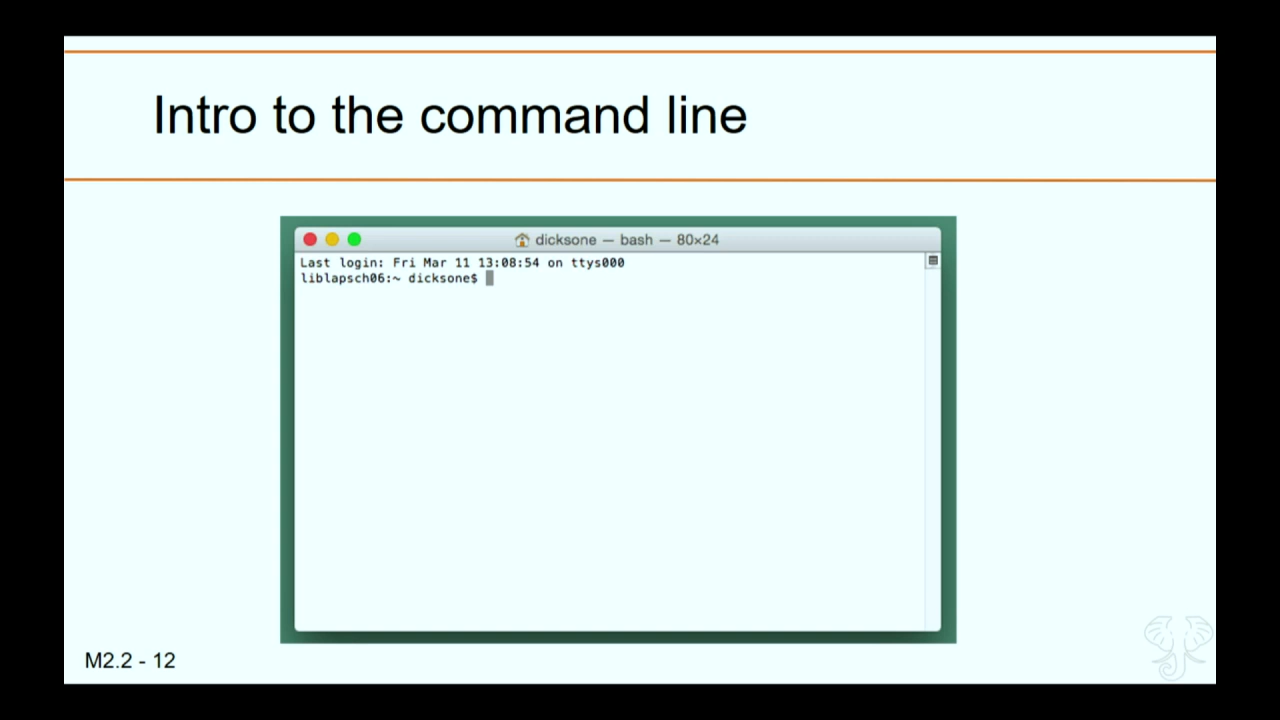 Intro to the command line
dicksone — bash — 80×24
Last login: Fri Mar 11 13:08:54 on ttys000
liblapsch06:~ dicksone$
M2.2 - 12